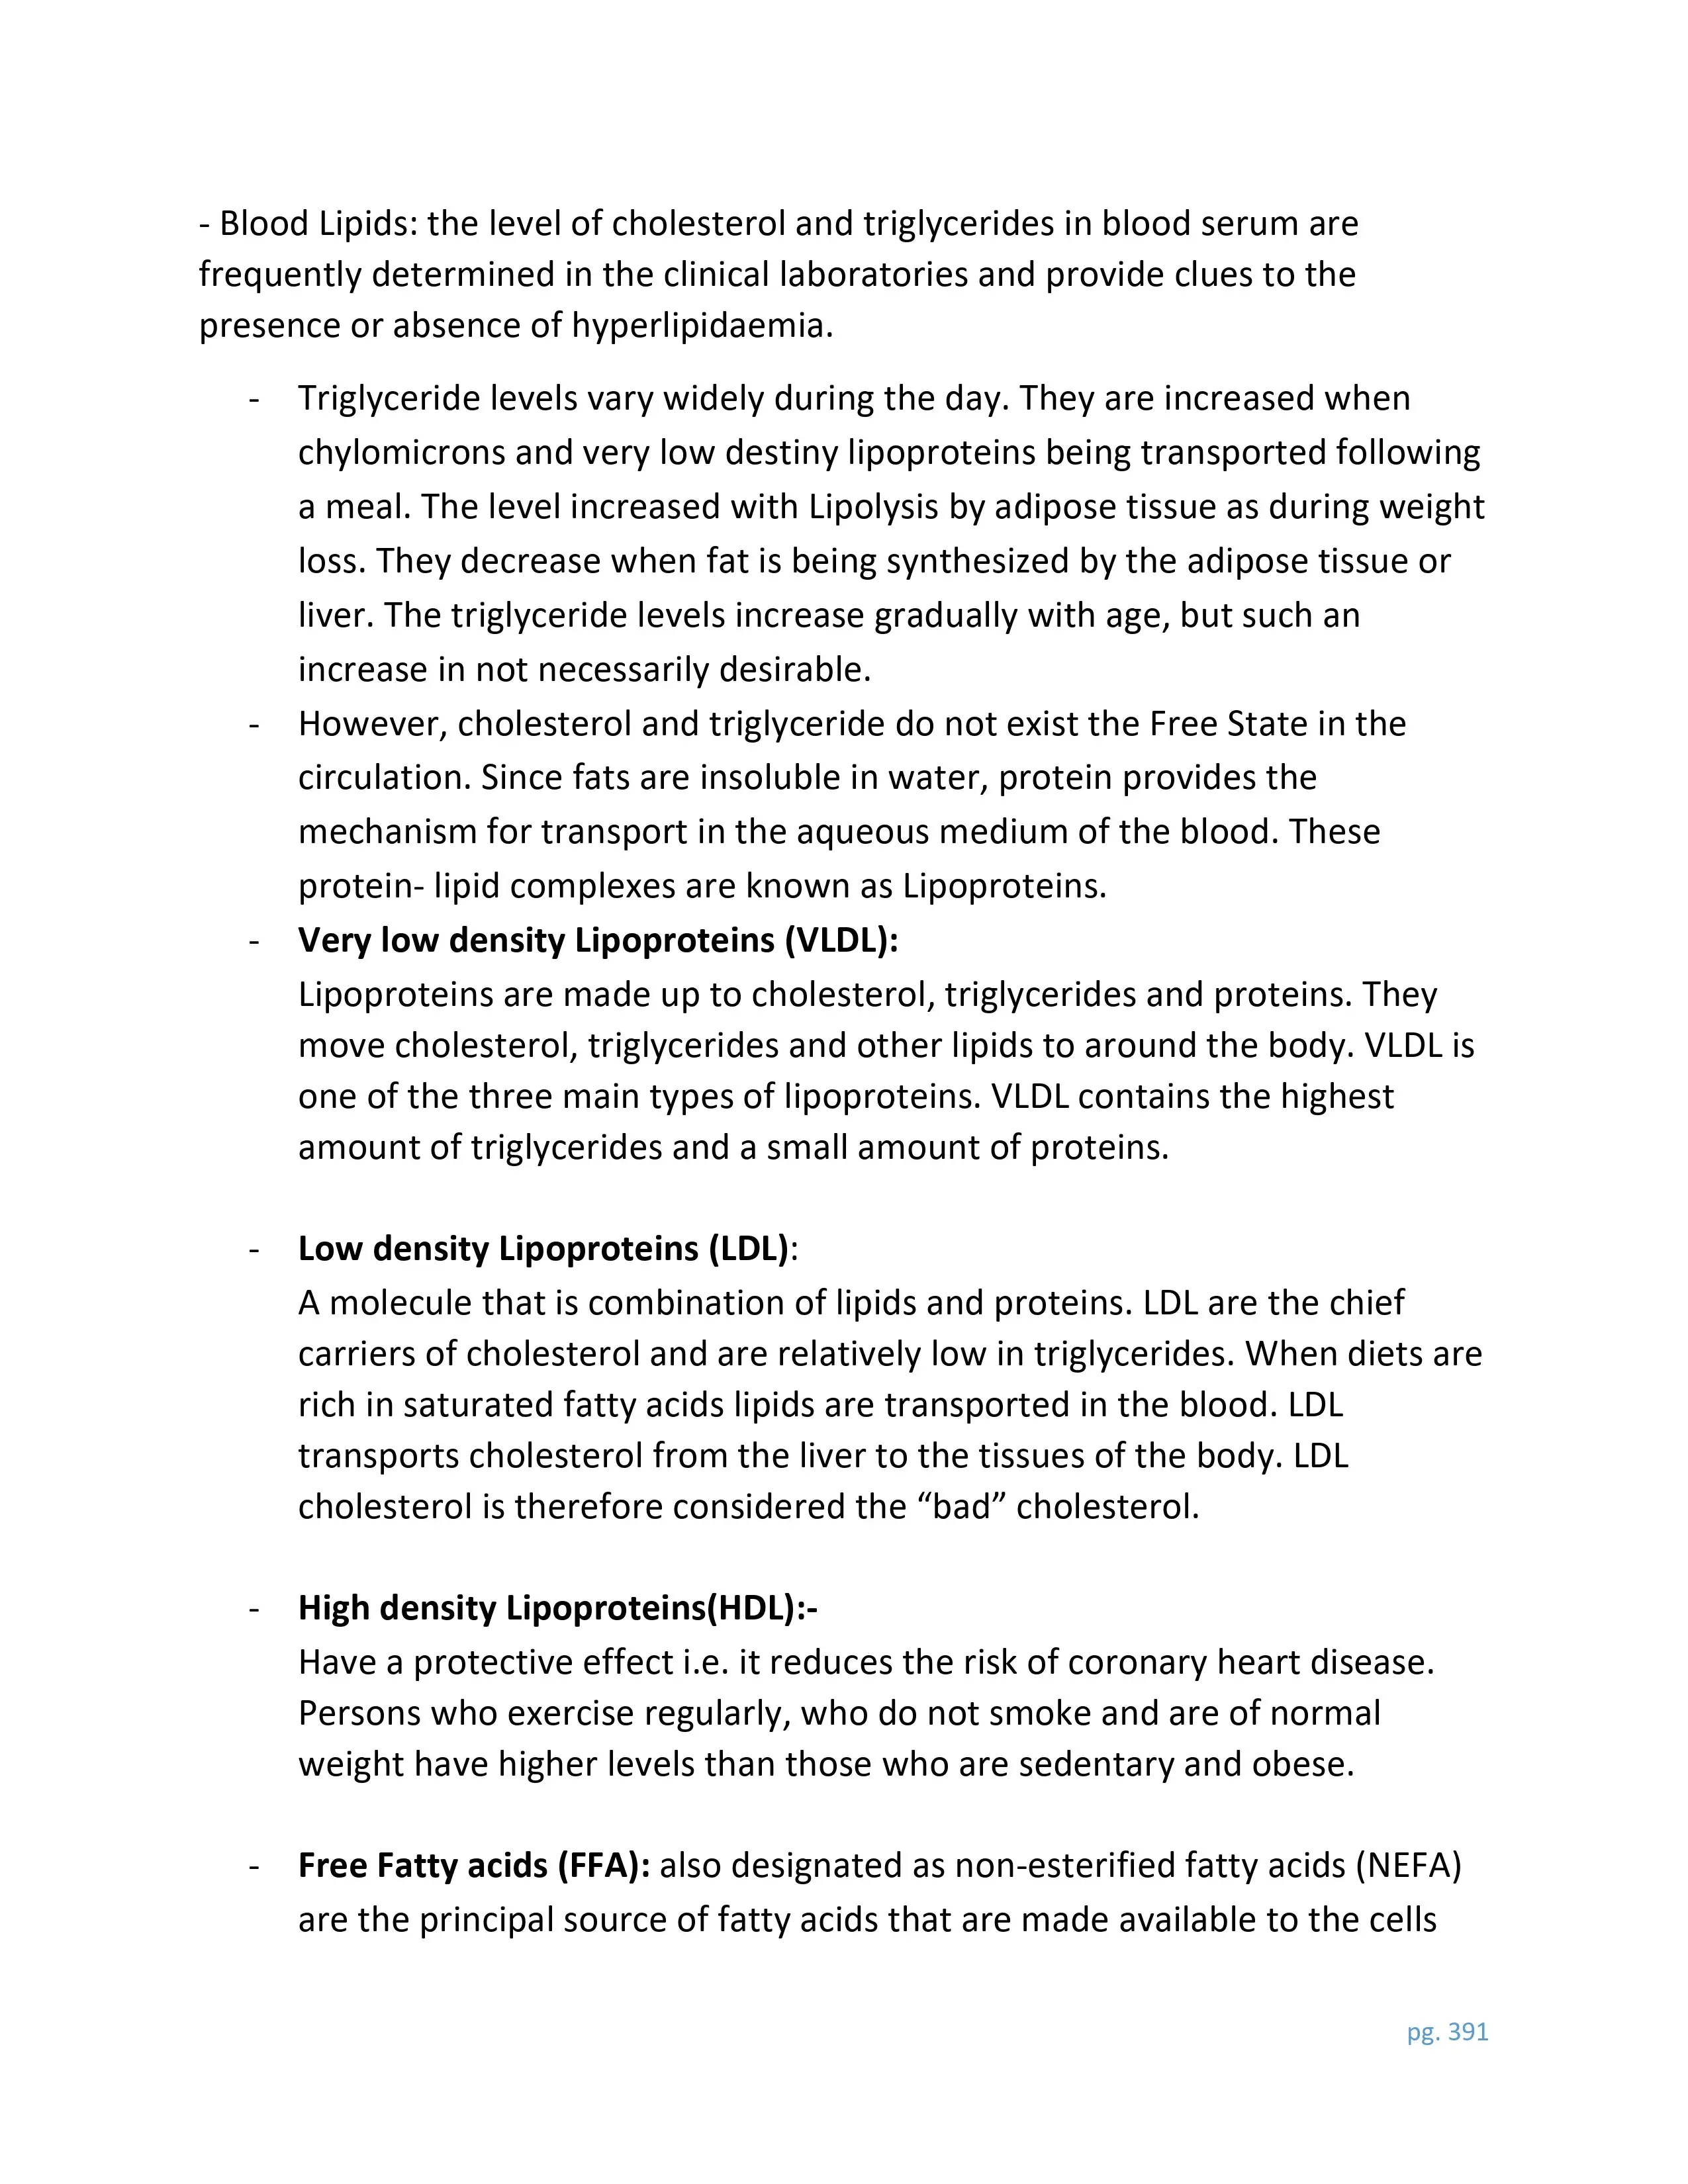 - Blood Lipids: the level of cholesterol and triglycerides in blood serum are
frequently determined in the clinical laboratories and provide clues to the
presence or absence of hyperlipidaemia.
- Triglyceride levels vary widely during the day. They are increased when
chylomicrons and very low destiny lipoproteins being transported following
a meal. The level increased with Lipolysis by adipose tissue as during weight
loss. They decrease when fat is being synthesized by the adipose tissue or
liver. The triglyceride levels increase gradually with age, but such an
increase in not necessarily desirable.
- However, cholesterol and triglyceride do not exist the Free State in the
circulation. Since fats are insoluble in water, protein provides the
mechanism for transport in the aqueous medium of the blood. These
protein- lipid complexes are known as Lipoproteins.
- Very low density Lipoproteins (VLDL):
Lipoproteins are made up to cholesterol, triglycerides and proteins. They
move cholesterol, triglycerides and other lipids to around the body. VLDL is
one of the three main types of lipoproteins. VLDL contains the highest
amount of triglycerides and a small amount of proteins.
- Low density Lipoproteins (LDL):
A molecule that is combination of lipids and proteins. LDL are the chief
carriers of cholesterol and are relatively low in triglycerides. When diets are
rich in saturated fatty acids lipids are transported in the blood. LDL
transports cholesterol from the liver to the tissues of the body. LDL
cholesterol is therefore considered the “bad” cholesterol.
- High density Lipoproteins(HDL):-
Have a protective effect i.e. it reduces the risk of coronary heart disease.
Persons who exercise regularly, who do not smoke and are of normal
weight have higher levels than those who are sedentary and obese.
- Free Fatty acids (FFA): also designated as non-esterified fatty acids (NEFA)
are the principal source of fatty acids that are made available to the cells
pg. 391